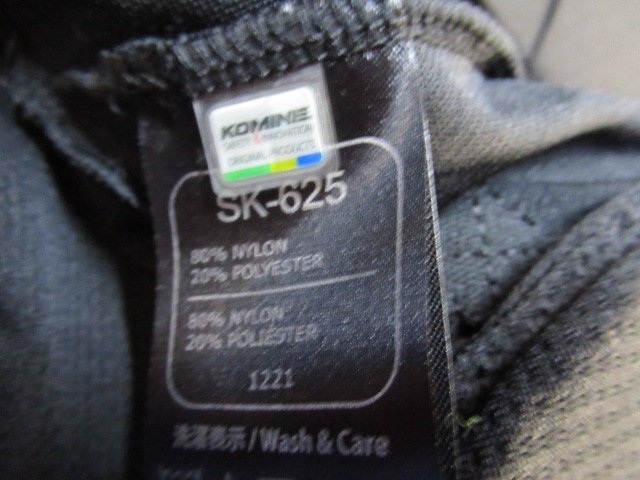 KOMINE
SAFETY & INNOVATION
ORIGINAL PRODUCTS
SK-625
80% NYLON
20% POLYESTER
80% NYLON
20% POLIESTER
1221
洗濯表示/Wash & Care